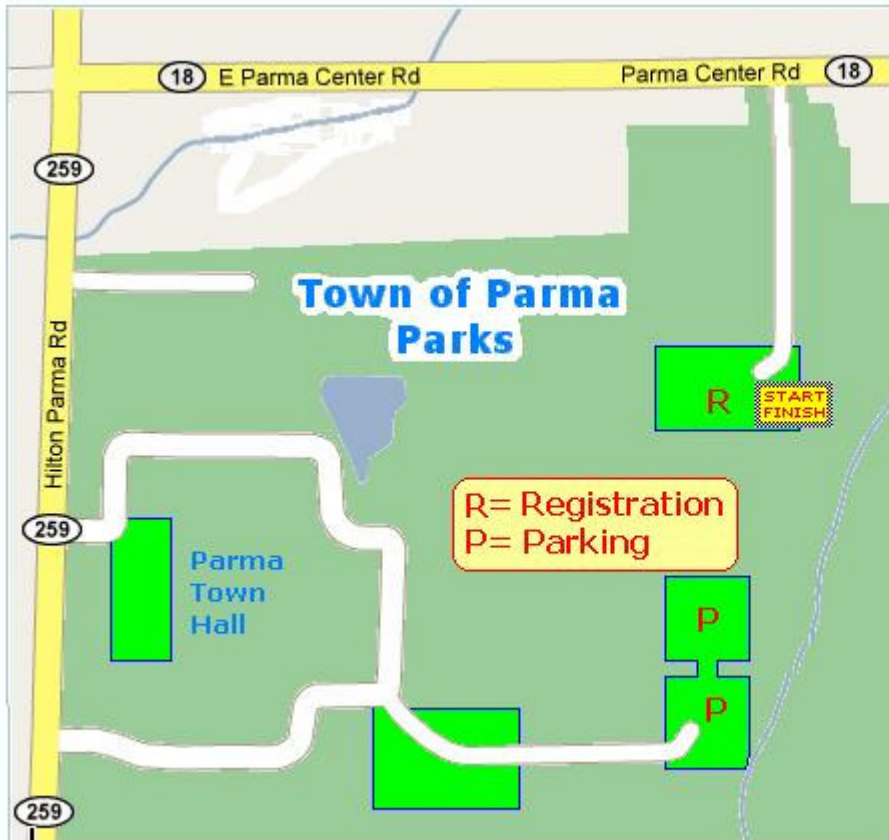 18 E Parma Center Rd
Parma Center Rd 18
259
Town of Parma
Parks
Hilton Parma Rd
R
START
FINISH
R= Registration
P= Parking
259
Parma
Town
Hall
P
P
259